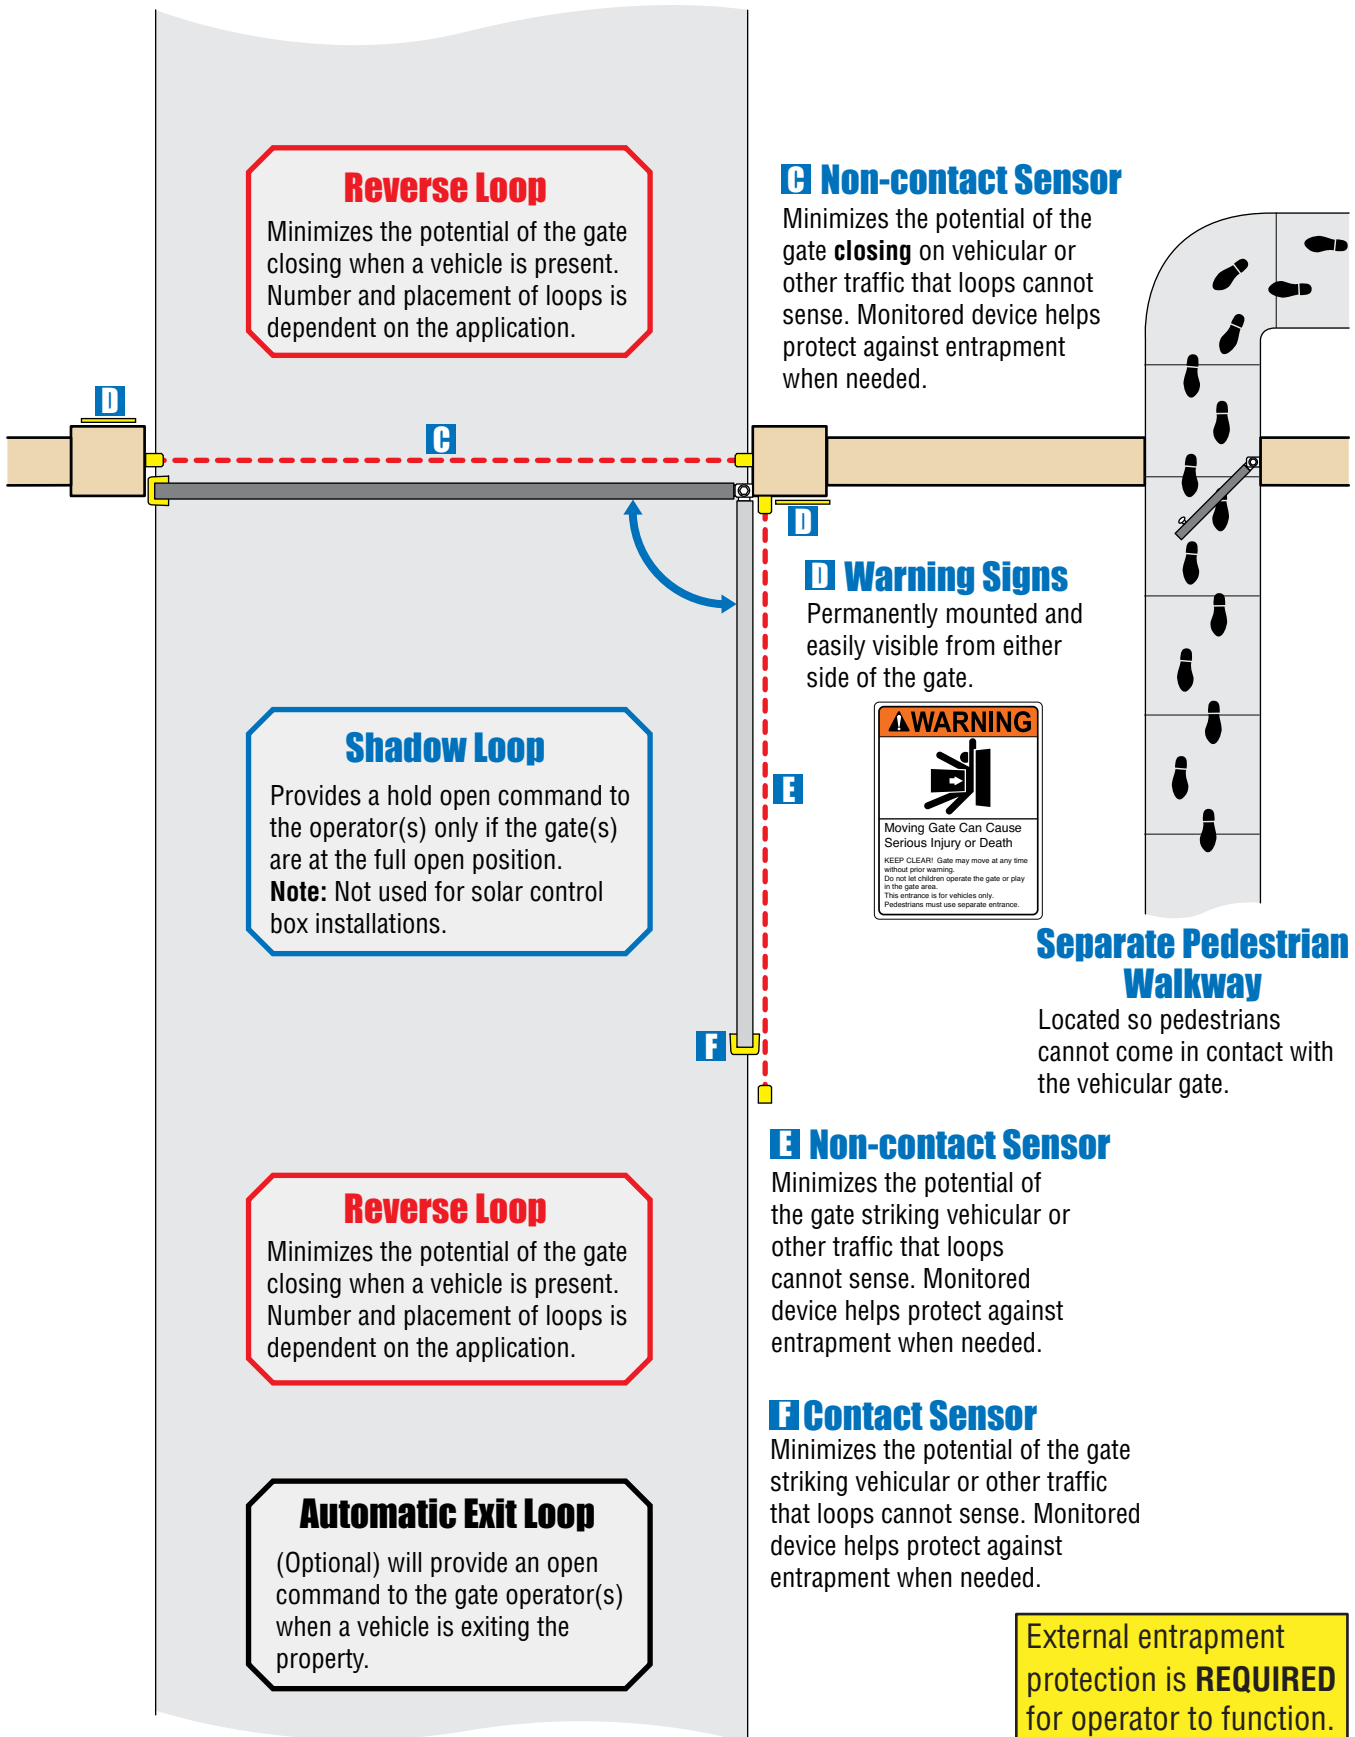 Reverse Loop
Minimizes the potential of the gate
closing when a vehicle is present.
Number and placement of loops is
dependent on the application.
C Non-contact Sensor
Minimizes the potential of the
gate closing on vehicular or
other traffic that loops cannot
sense. Monitored device helps
protect against entrapment
when needed.
D
C
D
D Warning Signs
Permanently mounted and
easily visible from either
side of the gate.
WARNING
Moving Gate Can Cause
Serious Injury or Death
KEEP CLEAR! Gate may move at any time
without prior warning.
Do not let children operate the gate or play
in the gate area.
This entrance is for vehicles only.
Pedestrians must use separate entrance.
Shadow Loop
Provides a hold open command to
the operator(s) only if the gate(s)
are at the full open position.
Note: Not used for solar control
box installations.
E
F
Separate Pedestrian
Walkway
Located so pedestrians
cannot come in contact with
the vehicular gate.
E Non-contact Sensor
Minimizes the potential of
the gate striking vehicular or
other traffic that loops
cannot sense. Monitored
device helps protect against
entrapment when needed.
Reverse Loop
Minimizes the potential of the gate
closing when a vehicle is present.
Number and placement of loops is
dependent on the application.
F Contact Sensor
Minimizes the potential of the gate
striking vehicular or other traffic
that loops cannot sense. Monitored
device helps protect against
entrapment when needed.
Automatic Exit Loop
(Optional) will provide an open
command to the gate operator(s)
when a vehicle is exiting the
property.
External entrapment
protection is REQUIRED
for operator to function.